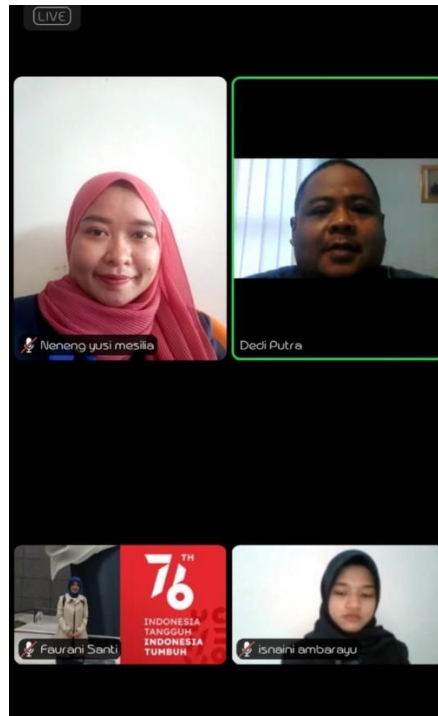 LIVE
Neneng yusi mesilia
Dedi Putra
76 TH
INDONESIA
TANGGUH
INDONESIA
TUMBUH
Faurani Santi
isnaini ambarayu